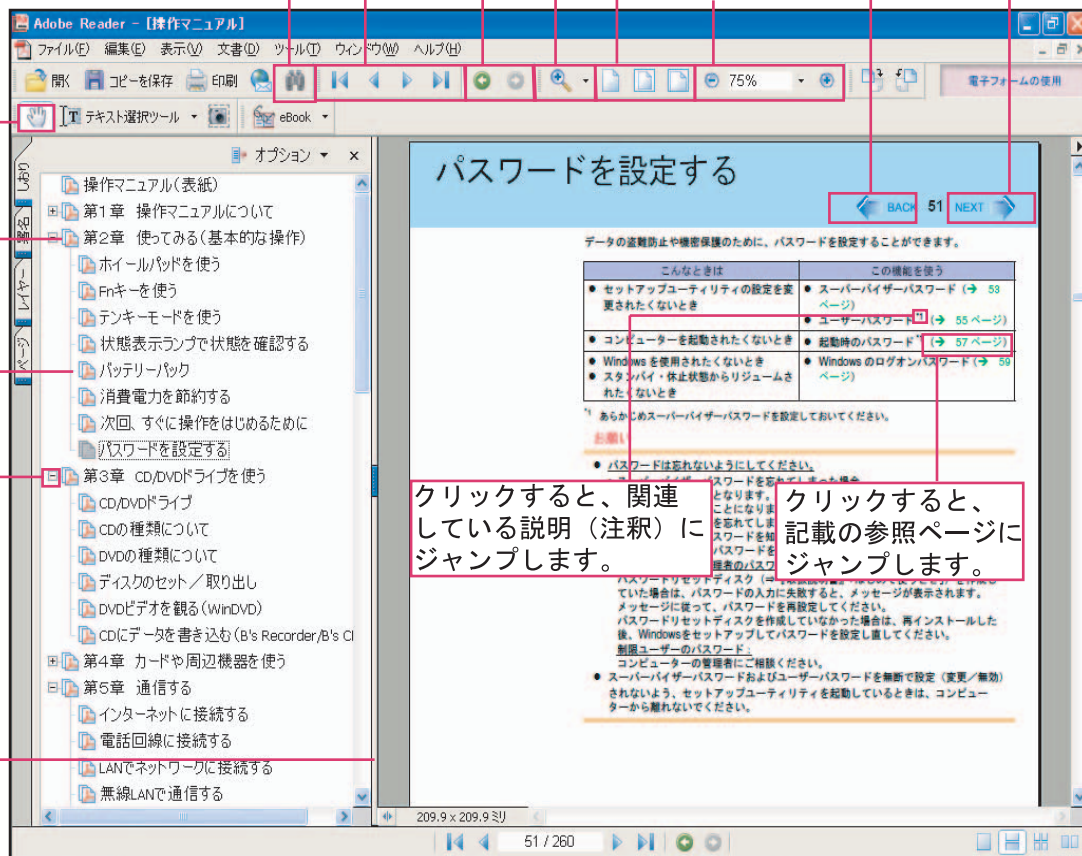 Adobe Reader - [操作マニュアル]
ファイル(F) 編集(E) 表示(V) 文書(D) ツール(T) ウィンドウ(W) ヘルプ(H)
開く コピーを保存 印刷 75% 電子フォームの使用
テキスト選択ツール eBook
オプション ×
しおり
ページ
操作マニュアル(表紙)
第1章 操作マニュアルについて
第2章 使ってみる(基本的な操作)
ホイールパッドを使う
Fnキーを使う
テンキーモードを使う
状態表示ランプで状態を確認する
バッテリーパック
消費電力を節約する
次回、すぐに操作をはじめるために
パスワードを設定する
第3章 CD/DVDドライブを使う
CD/DVDドライブ
CDの種類について
DVDの種類について
ディスクのセット/取り出し
DVDビデオを観る(WinDVD)
CDにデータを書き込む(B's Recorder/B's Cl
第4章 カードや周辺機器を使う
第5章 通信する
インターネットに接続する
電話回線に接続する
LANでネットワークに接続する
無線LANで通信する
パスワードを設定する
BACK 51 NEXT
データの盗難防止や機密保護のために、パスワードを設定することができます。
こんなときは この機能を使う
● セットアップユーティリティの設定を変更されたくないとき
● スーパーバイザーパスワード (→ 53 ページ)
● ユーザーパスワード*1 (→ 55 ページ)
● コンピューターを起動されたくないとき
● 起動時のパスワード*1 (→ 57 ページ)
● Windows を使用されたくないとき
● スタンバイ・休止状態からリジュームされたくないとき
● Windows のログオンパスワード (→ 59 ページ)
*1 あらかじめスーパーバイザーパスワードを設定しておいてください。
お願い
● パスワードは忘れないようにしてください。
クリックすると、関連
している説明（注釈）に
ジャンプします。
クリックすると、
記載の参照ページに
ジャンプします。
ていた場合は、パスワードの入力に失敗すると、メッセージが表示されます。
メッセージに従って、パスワードを再設定してください。
パスワードリセットディスクを作成していなかった場合は、再インストールした
後、Windowsをセットアップしてパスワードを設定し直してください。
制限ユーザーのパスワード：
コンピューターの管理者にご相談ください。
● スーパーバイザーパスワードおよびユーザーパスワードを無断で設定（変更／無効）
されないよう、セットアップユーティリティを起動しているときは、コンピュー
ターから離れないでください。
209.9 x 209.9 ミリ
51 / 260